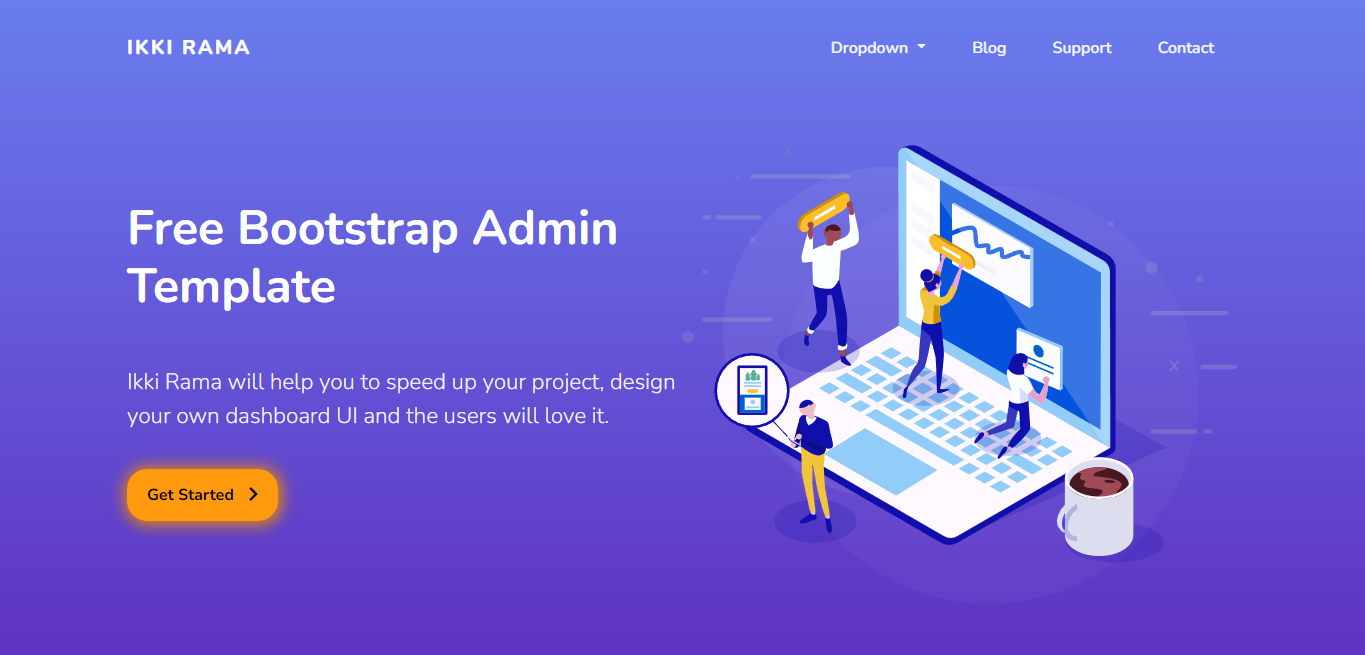 IKKI RAMA
Dropdown Blog Support Contact
Free Bootstrap Admin
Template
Ikki Rama will help you to speed up your project, design
your own dashboard UI and the users will love it.
Get Started